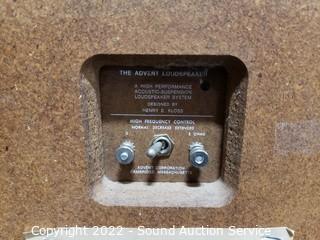 THE ADVENT LOUDSPEAKER
A HIGH PERFORMANCE
ACOUSTIC-SUSPENSION
LOUDSPEAKER SYSTEM
DESIGNED BY
HENRY E. KLOSS
HIGH FREQUENCY CONTROL
NORMAL DECREASE EXTENDED
8 OHMS
ADVENT CORPORATION
CAMBRIDGE, MASSACHUSETTS
Copyright 2022 - Sound Auction Service